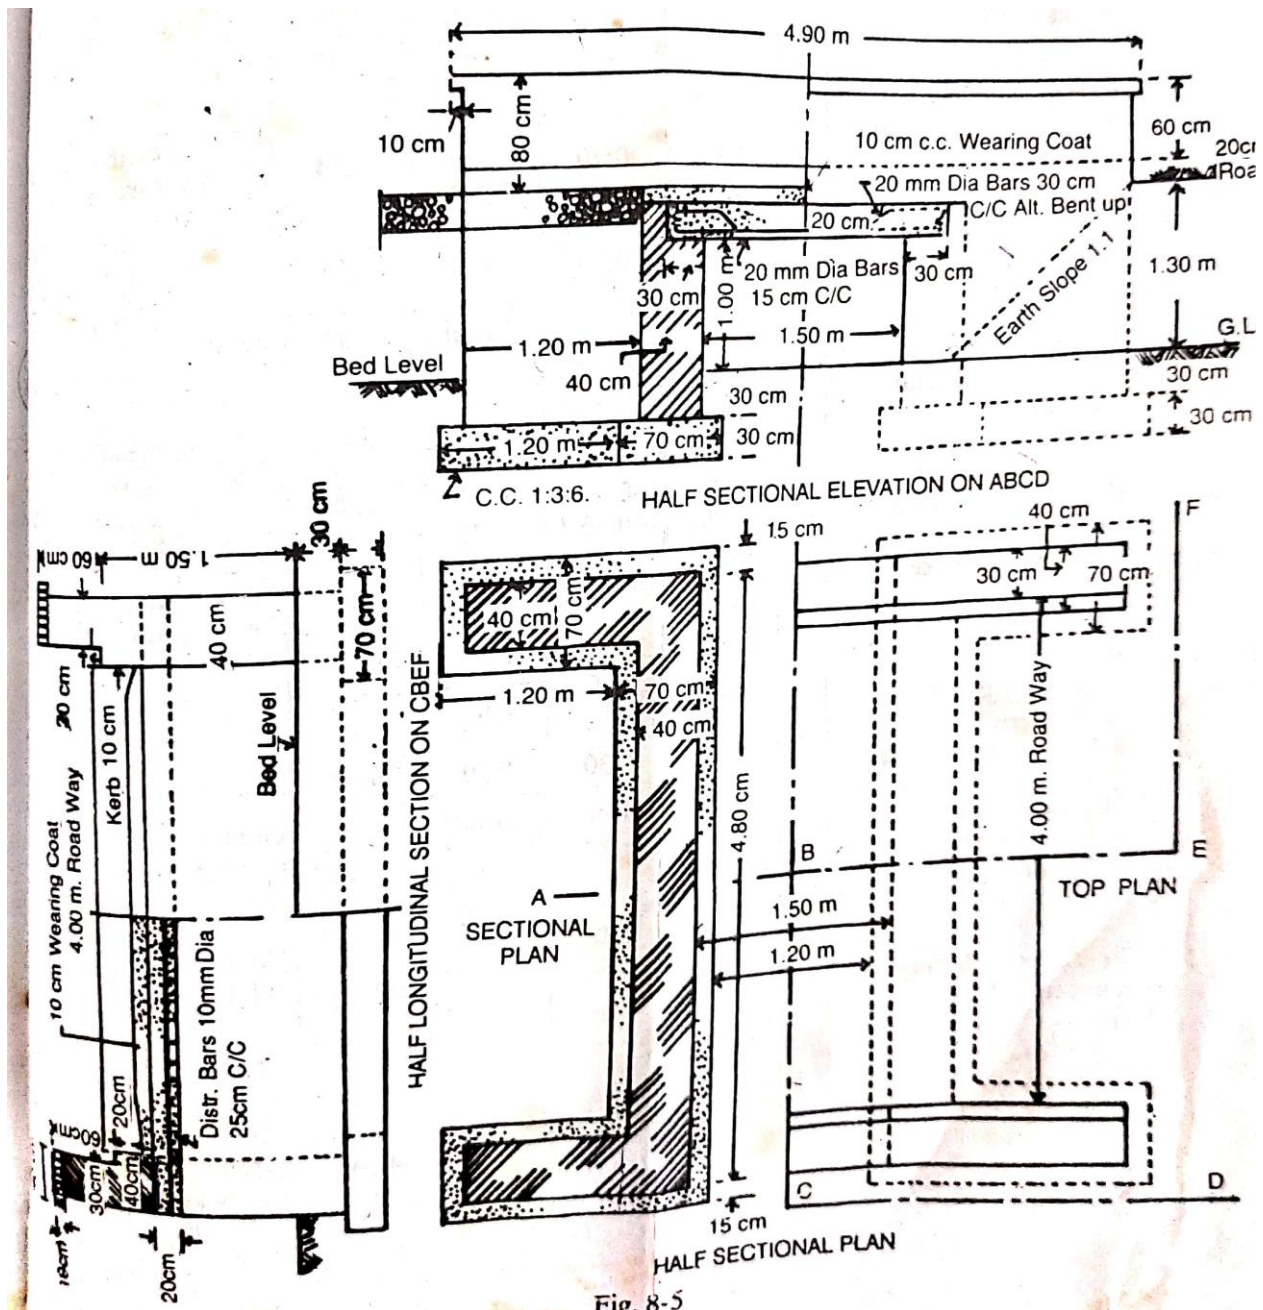 4.90 m
10 cm
80 cm
10 cm c.c. Wearing Coat
60 cm
20 mm Dia Bars 30 cm
C/C Alt. Bent up
20 cm
1.30 m
Earth Slope 1.1
20 mm Dia Bars
15 cm C/C
30 cm
30 cm
1.00 m
1.50 m
G.L
1.20 m
Bed Level
40 cm
30 cm
30 cm
1.20 m
70 cm
30 cm
30 cm
C.C. 1:3:6.
HALF SECTIONAL ELEVATION ON ABCD
60 cm
1.50 m
30 cm
70 cm
40 cm
20 cm
Kerb 10 cm
Bed Level
10 cm Wearing Coat
4.00 m. Road Way
Distr. Bars 10mm Dia
25cm C/C
60cm
20cm
30cm
40cm
20cm
HALF LONGITUDINAL SECTION ON CBEF
15 cm
40 cm
70 cm
1.20 m
70 cm
40 cm
4.80 cm
A
SECTIONAL
PLAN
15 cm
HALF SECTIONAL PLAN
40 cm
F
30 cm
70 cm
4.00 m. Road Way
B
E
TOP PLAN
1.50 m
1.20 m
C
D
Fig. 8-5